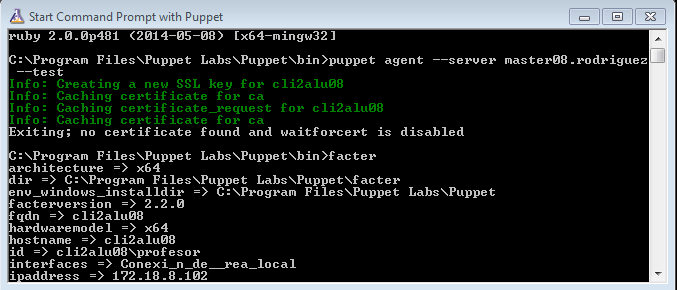 Start Command Prompt with Puppet
ruby 2.0.0p481 (2014-05-08) [x64-mingw32]
C:\Program Files\Puppet Labs\Puppet\bin>puppet agent --server master08.rodriguez
--test
Info: Creating a new SSL key for cli2alu08
Info: Caching certificate for ca
Info: Caching certificate_request for cli2alu08
Info: Caching certificate for ca
Exiting; no certificate found and waitforcert is disabled
C:\Program Files\Puppet Labs\Puppet\bin>facter
architecture => x64
dir => C:\Program Files\Puppet Labs\Puppet\facter
env_windows_installdir => C:\Program Files\Puppet Labs\Puppet
facterversion => 2.2.0
fqdn => cli2alu08
hardwaremodel => x64
hostname => cli2alu08
id => cli2alu08\profesor
interfaces => Conexi_n_de__rea_local
ipaddress => 172.18.8.102